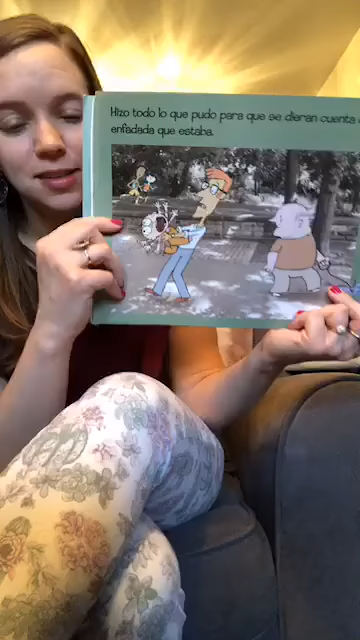 Hizo todo lo que pudo para que se dieran cuenta
enfadada que estaba.